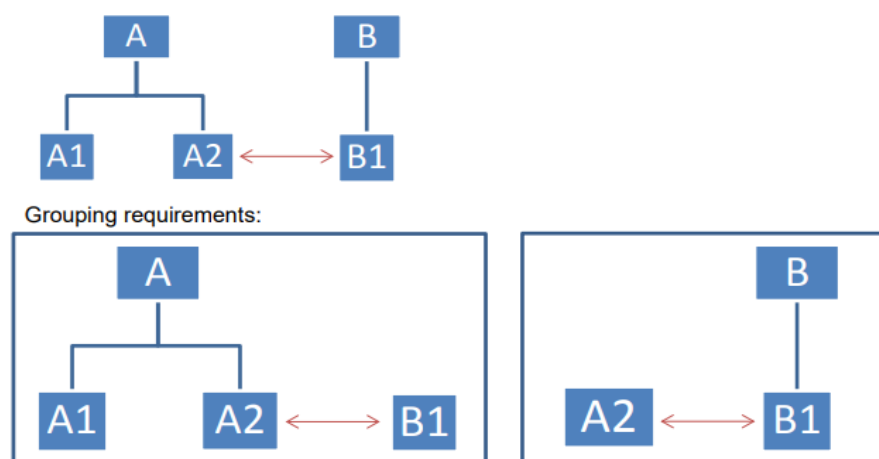 A B
A1 A2 B1
Grouping requirements:
A B
A1 A2 B1 A2 B1